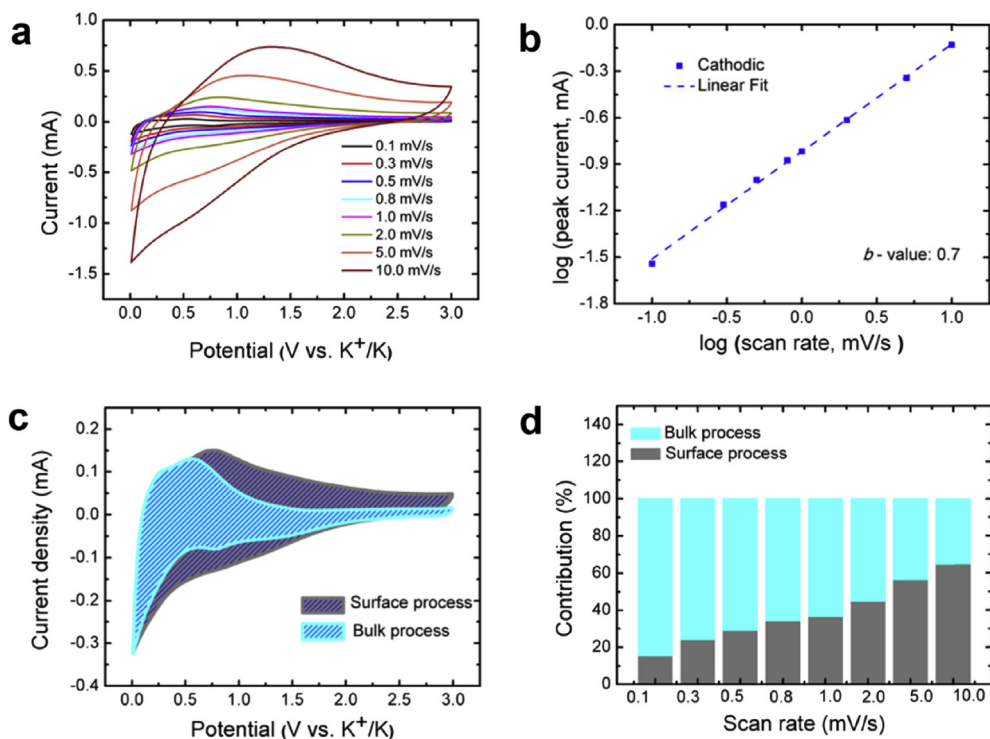 a
1.0
0.5
0.0
-0.5
-1.0
-1.5
Current (mA)
0.1 mV/s
0.3 mV/s
0.5 mV/s
0.8 mV/s
1.0 mV/s
2.0 mV/s
5.0 mV/s
10.0 mV/s
0.0 0.5 1.0 1.5 2.0 2.5 3.0
Potential (V vs. K⁺/K)
b
0.0
-0.3
-0.6
-0.9
-1.2
-1.5
-1.8
log (peak current, mA)
Cathodic
Linear Fit
b - value: 0.7
-1.0 -0.5 0.0 0.5 1.0
log (scan rate, mV/s )
c
0.2
0.1
0.0
-0.1
-0.2
-0.3
-0.4
Current density (mA)
Surface process
Bulk process
0.0 0.5 1.0 1.5 2.0 2.5 3.0
Potential (V vs. K⁺/K)
d
140
120
100
80
60
40
20
0
Contribution (%)
Bulk process
Surface process
0.1 0.3 0.5 0.8 1.0 2.0 5.0 10.0
Scan rate (mV/s)